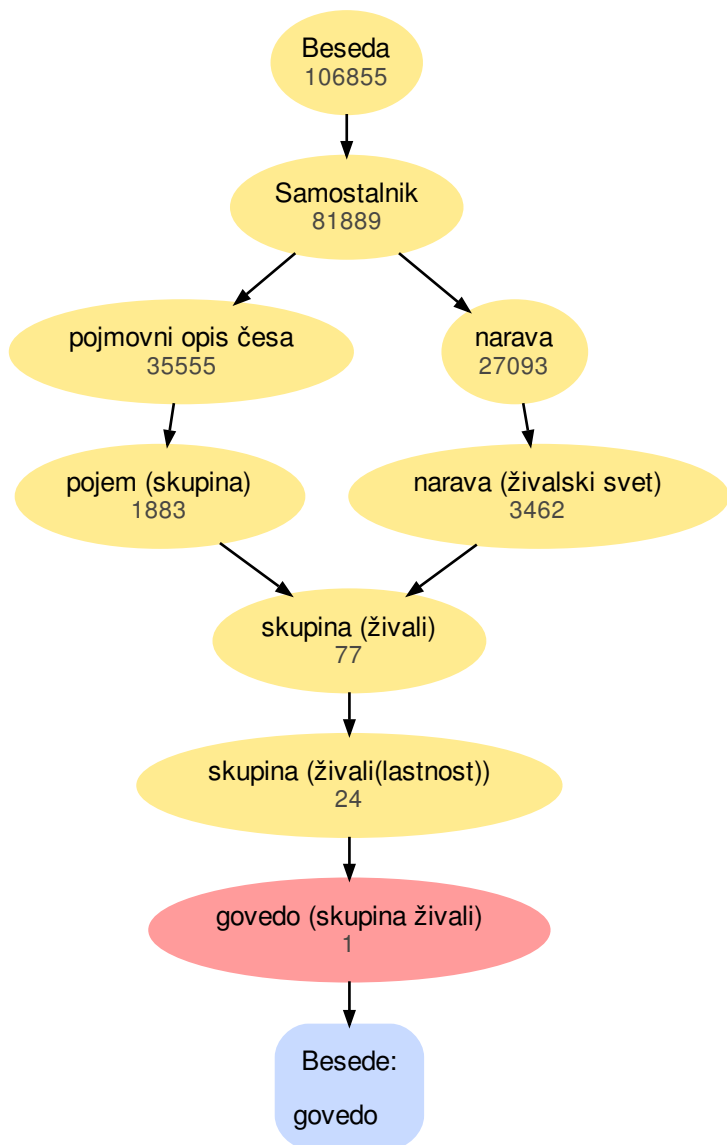 Beseda
106855
Samostalnik
81889
pojmovni opis česa
35555
narava
27093
pojem (skupina)
1883
narava (živalski svet)
3462
skupina (živali)
77
skupina (živali(lastnost))
24
govedo (skupina živali)
1
Besede:
govedo